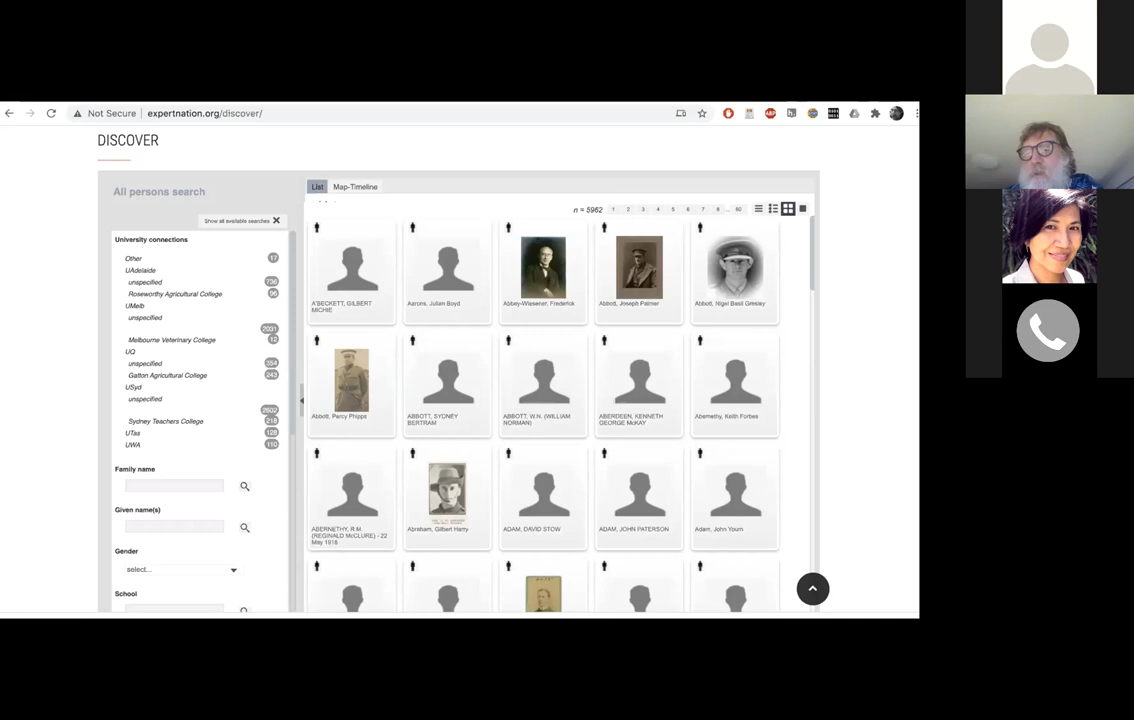 Not Secure expertnation.org/discover/
DISCOVER
All persons search
List Map-Timeline
n = 5962 1 2 3 4 5 6 7 8 ... 60
Show all available searches
University connections
Other 17
UAdelaide
unspecified 736
Roseworthy Agricultural College 96
UMelb
unspecified
2031
Melbourne Veterinary College 12
UQ
unspecified 354
Gatton Agricultural College 243
USyd
unspecified
2602
Sydney Teachers College 218
UTas 128
UWA 110
Family name
Given name(s)
Gender
select...
School
A'BECKETT, GILBERT
MICHIE
Aarons, Julian Boyd
Abbey-Wiesener, Frederick
Abbott, Joseph Palmer
Abbott, Nigel Basil Gresley
Abbott, Percy Phipps
ABBOTT, SYDNEY
BERTRAM
ABBOTT, W.N. (WILLIAM
NORMAN)
ABERDEEN, KENNETH
GEORGE McKAY
Abernethy, Keith Forbes
ABERNETHY, R.M.
(REGINALD McCLURE) - 22
May 1916
Abraham, Gilbert Harry
ADAM, DAVID STOW
ADAM, JOHN PATERSON
Adam, John Yourn